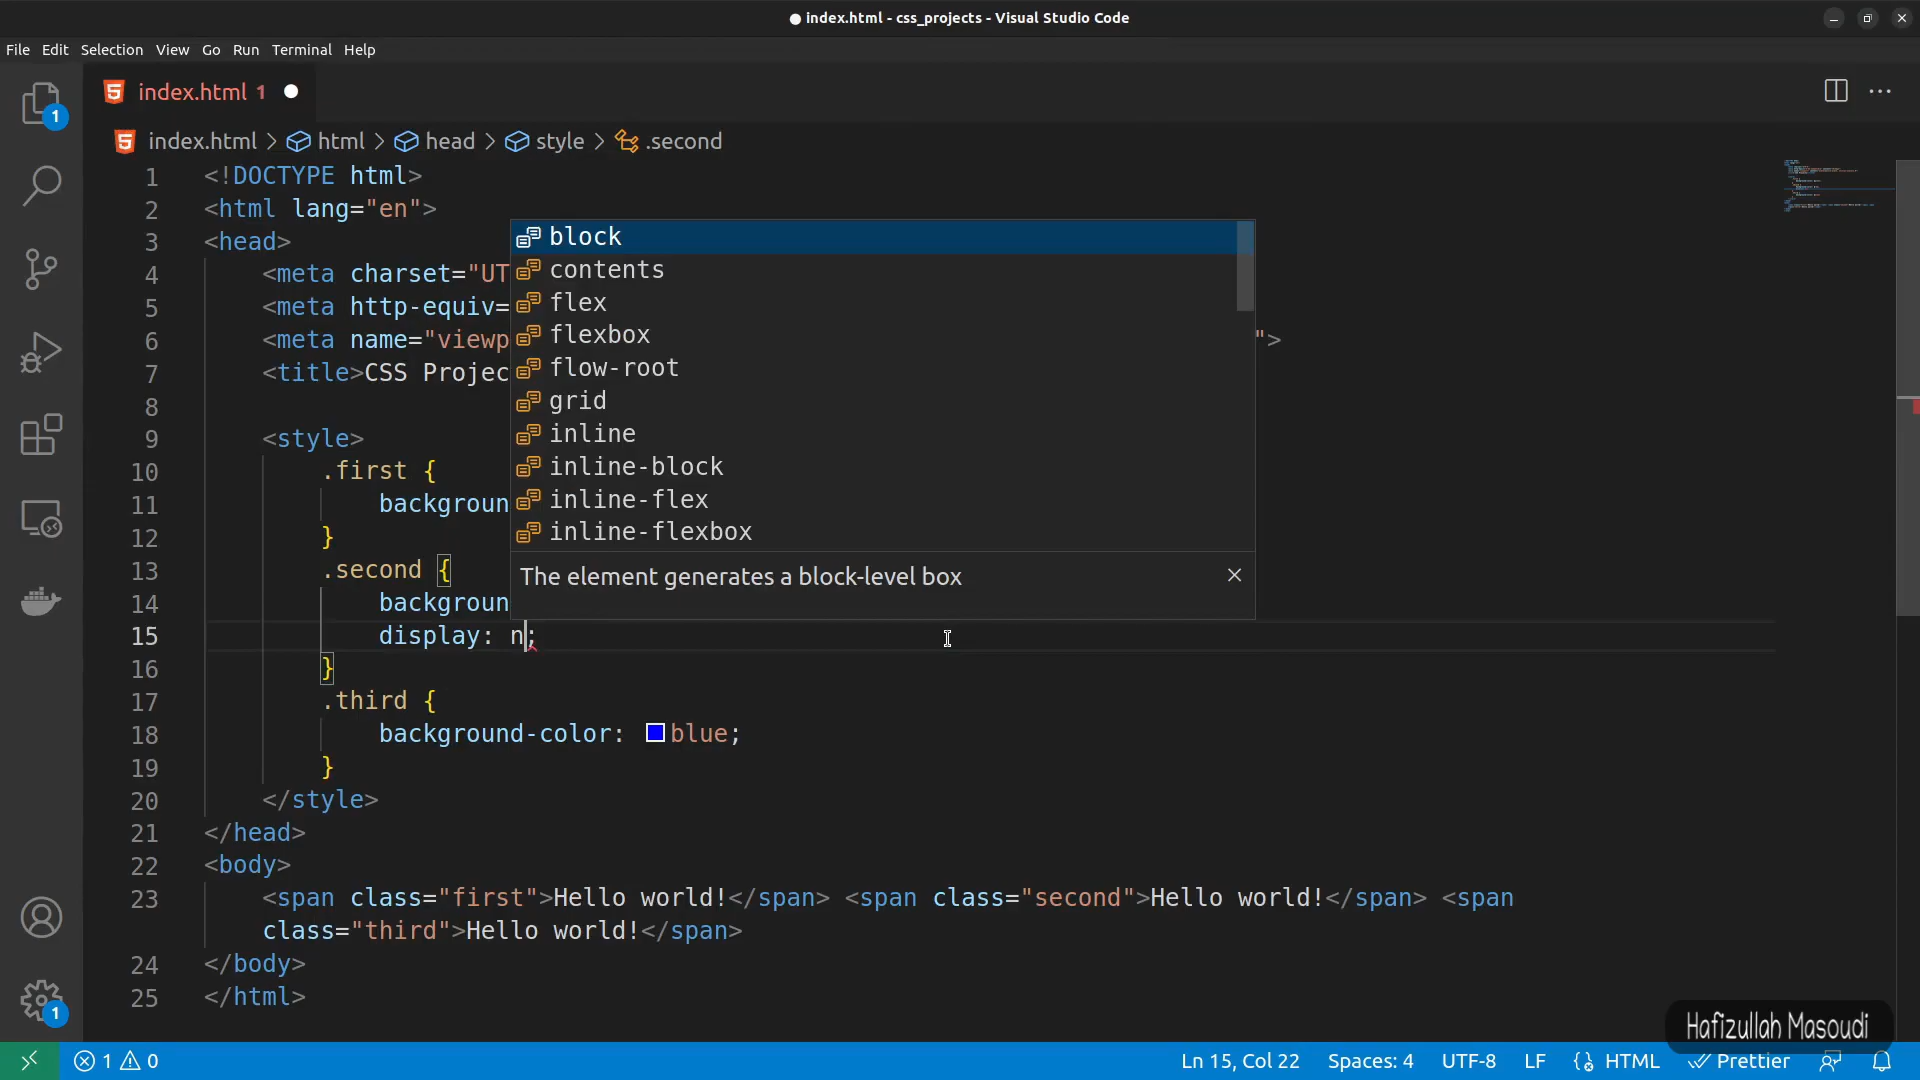 index.html - css_projects - Visual Studio Code
File Edit Selection View Go Run Terminal Help
1
index.html 1
index.html > html > head > style > .second
1 <!DOCTYPE html>
2 <html lang="en">
3 <head>
4 <meta charset="UT
5 <meta http-equiv=
6 <meta name="viewp ">
7 <title>CSS Projec
8
9 <style>
10 .first {
11 backgroun
12 }
13 .second {
14 backgroun
15 display: n;
16 }
17 .third {
18 background-color: blue;
19 }
20 </style>
21 </head>
22 <body>
23 <span class="first">Hello world!</span> <span class="second">Hello world!</span> <span
class="third">Hello world!</span>
24 </body>
25 </html>
block
contents
flex
flexbox
flow-root
grid
inline
inline-block
inline-flex
inline-flexbox
The element generates a block-level box
1
Hafizullah Masoudi
1 0 Ln 15, Col 22 Spaces: 4 UTF-8 LF HTML Prettier